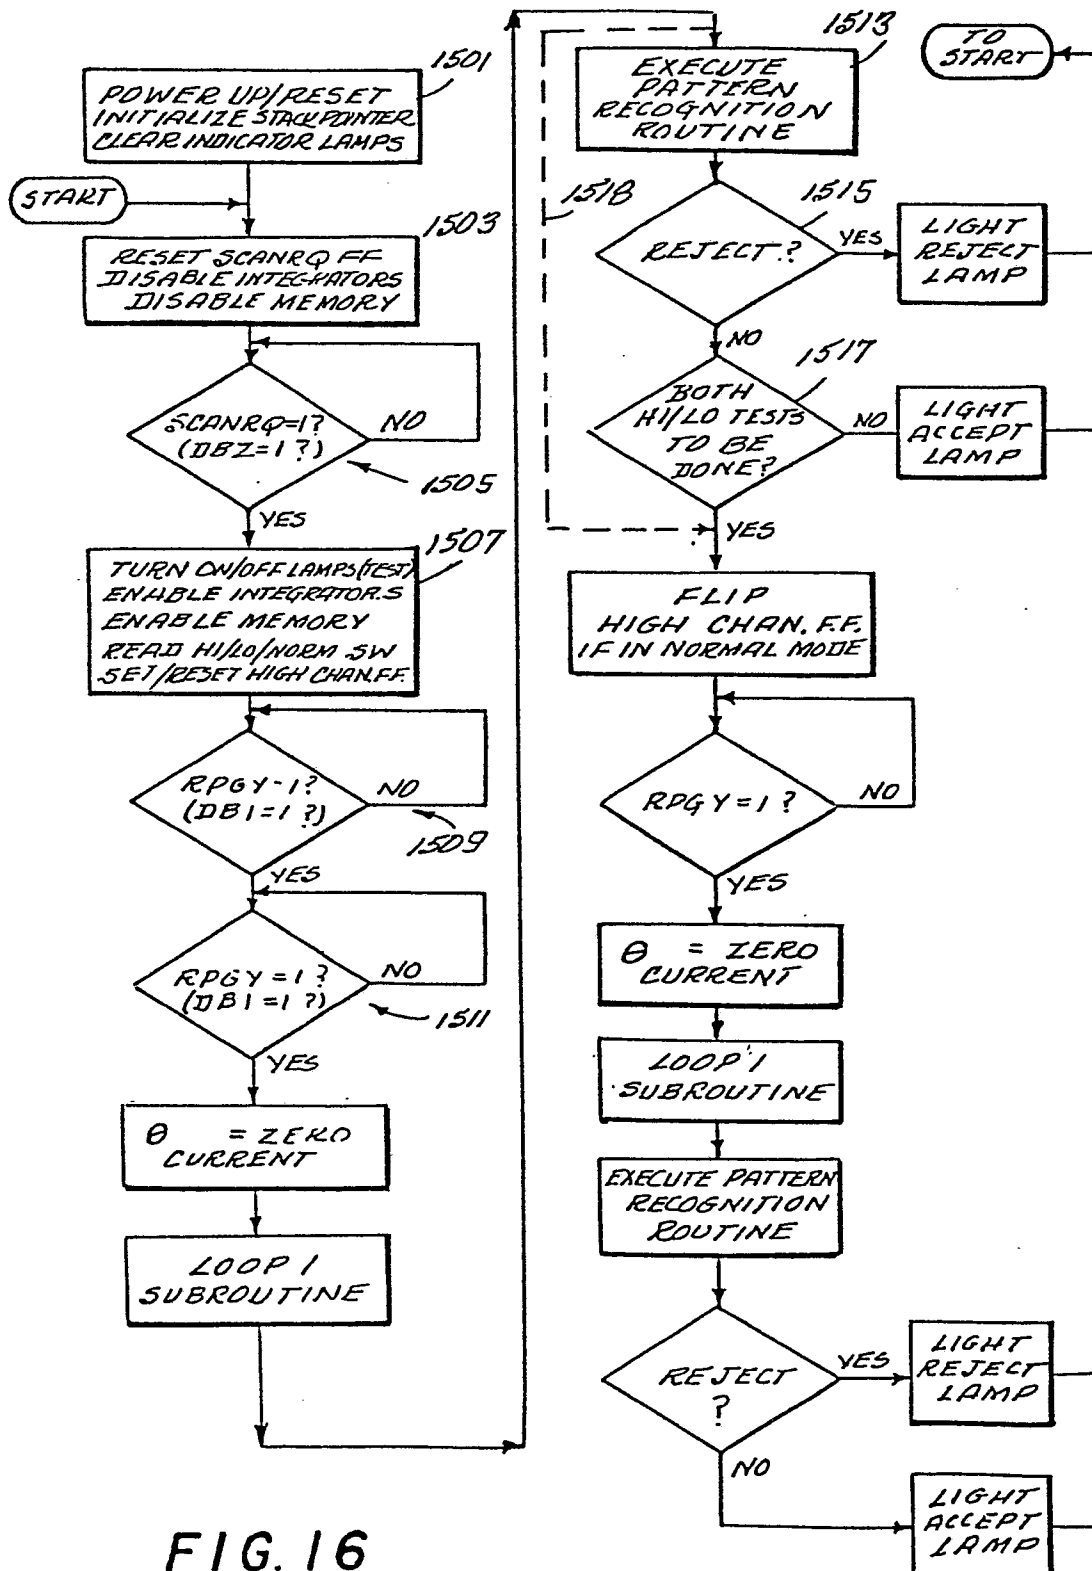 1501
POWER UP/RESET
INITIALIZE STACKPOINTER
CLEAR INDICATOR LAMPS
START
1503
RESET SCANRQ FF
DISABLE INTEGRATORS
DISABLE MEMORY
SCANRQ=1?
(DBZ=1?)
NO
1505
YES
1507
TURN ON/OFF LAMPS(TEST)
ENABLE INTEGRATORS
ENABLE MEMORY
READ HI/LO/NORM SW
SET/RESET HIGH CHAN.FF.
RPGY-1?
(DB1=1?)
NO
1509
YES
RPGY=1?
(DB1=1?)
NO
1511
YES
θ = ZERO
CURRENT
LOOP 1
SUBROUTINE
1513
EXECUTE
PATTERN
RECOGNITION
ROUTINE
1518
1515
REJECT?
YES
LIGHT
REJECT
LAMP
TO
START
NO
1517
BOTH
HI/LO TESTS
TO BE
DONE?
NO
LIGHT
ACCEPT
LAMP
YES
FLIP
HIGH CHAN. F.F.
IF IN NORMAL MODE
RPGY=1?
NO
YES
θ = ZERO
CURRENT
LOOP 1
SUBROUTINE
EXECUTE PATTERN
RECOGNITION
ROUTINE
REJECT
?
YES
LIGHT
REJECT
LAMP
NO
LIGHT
ACCEPT
LAMP
FIG. 16